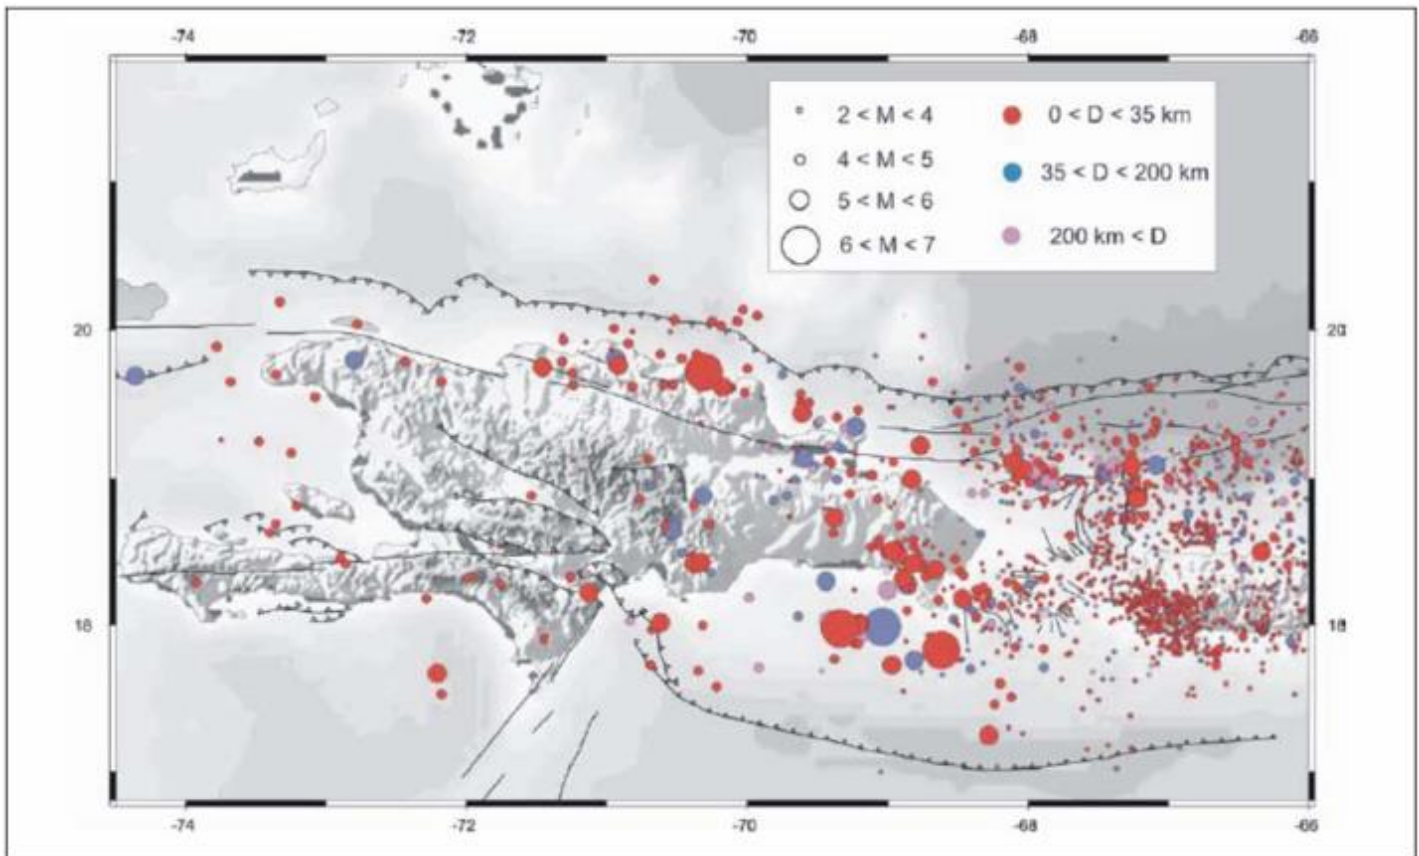 -74 -72 -70 -68 -66
2 < M < 4 0 < D < 35 km
4 < M < 5 35 < D < 200 km
5 < M < 6
6 < M < 7 200 km < D
20 20
18 18
-74 -72 -70 -68 -66